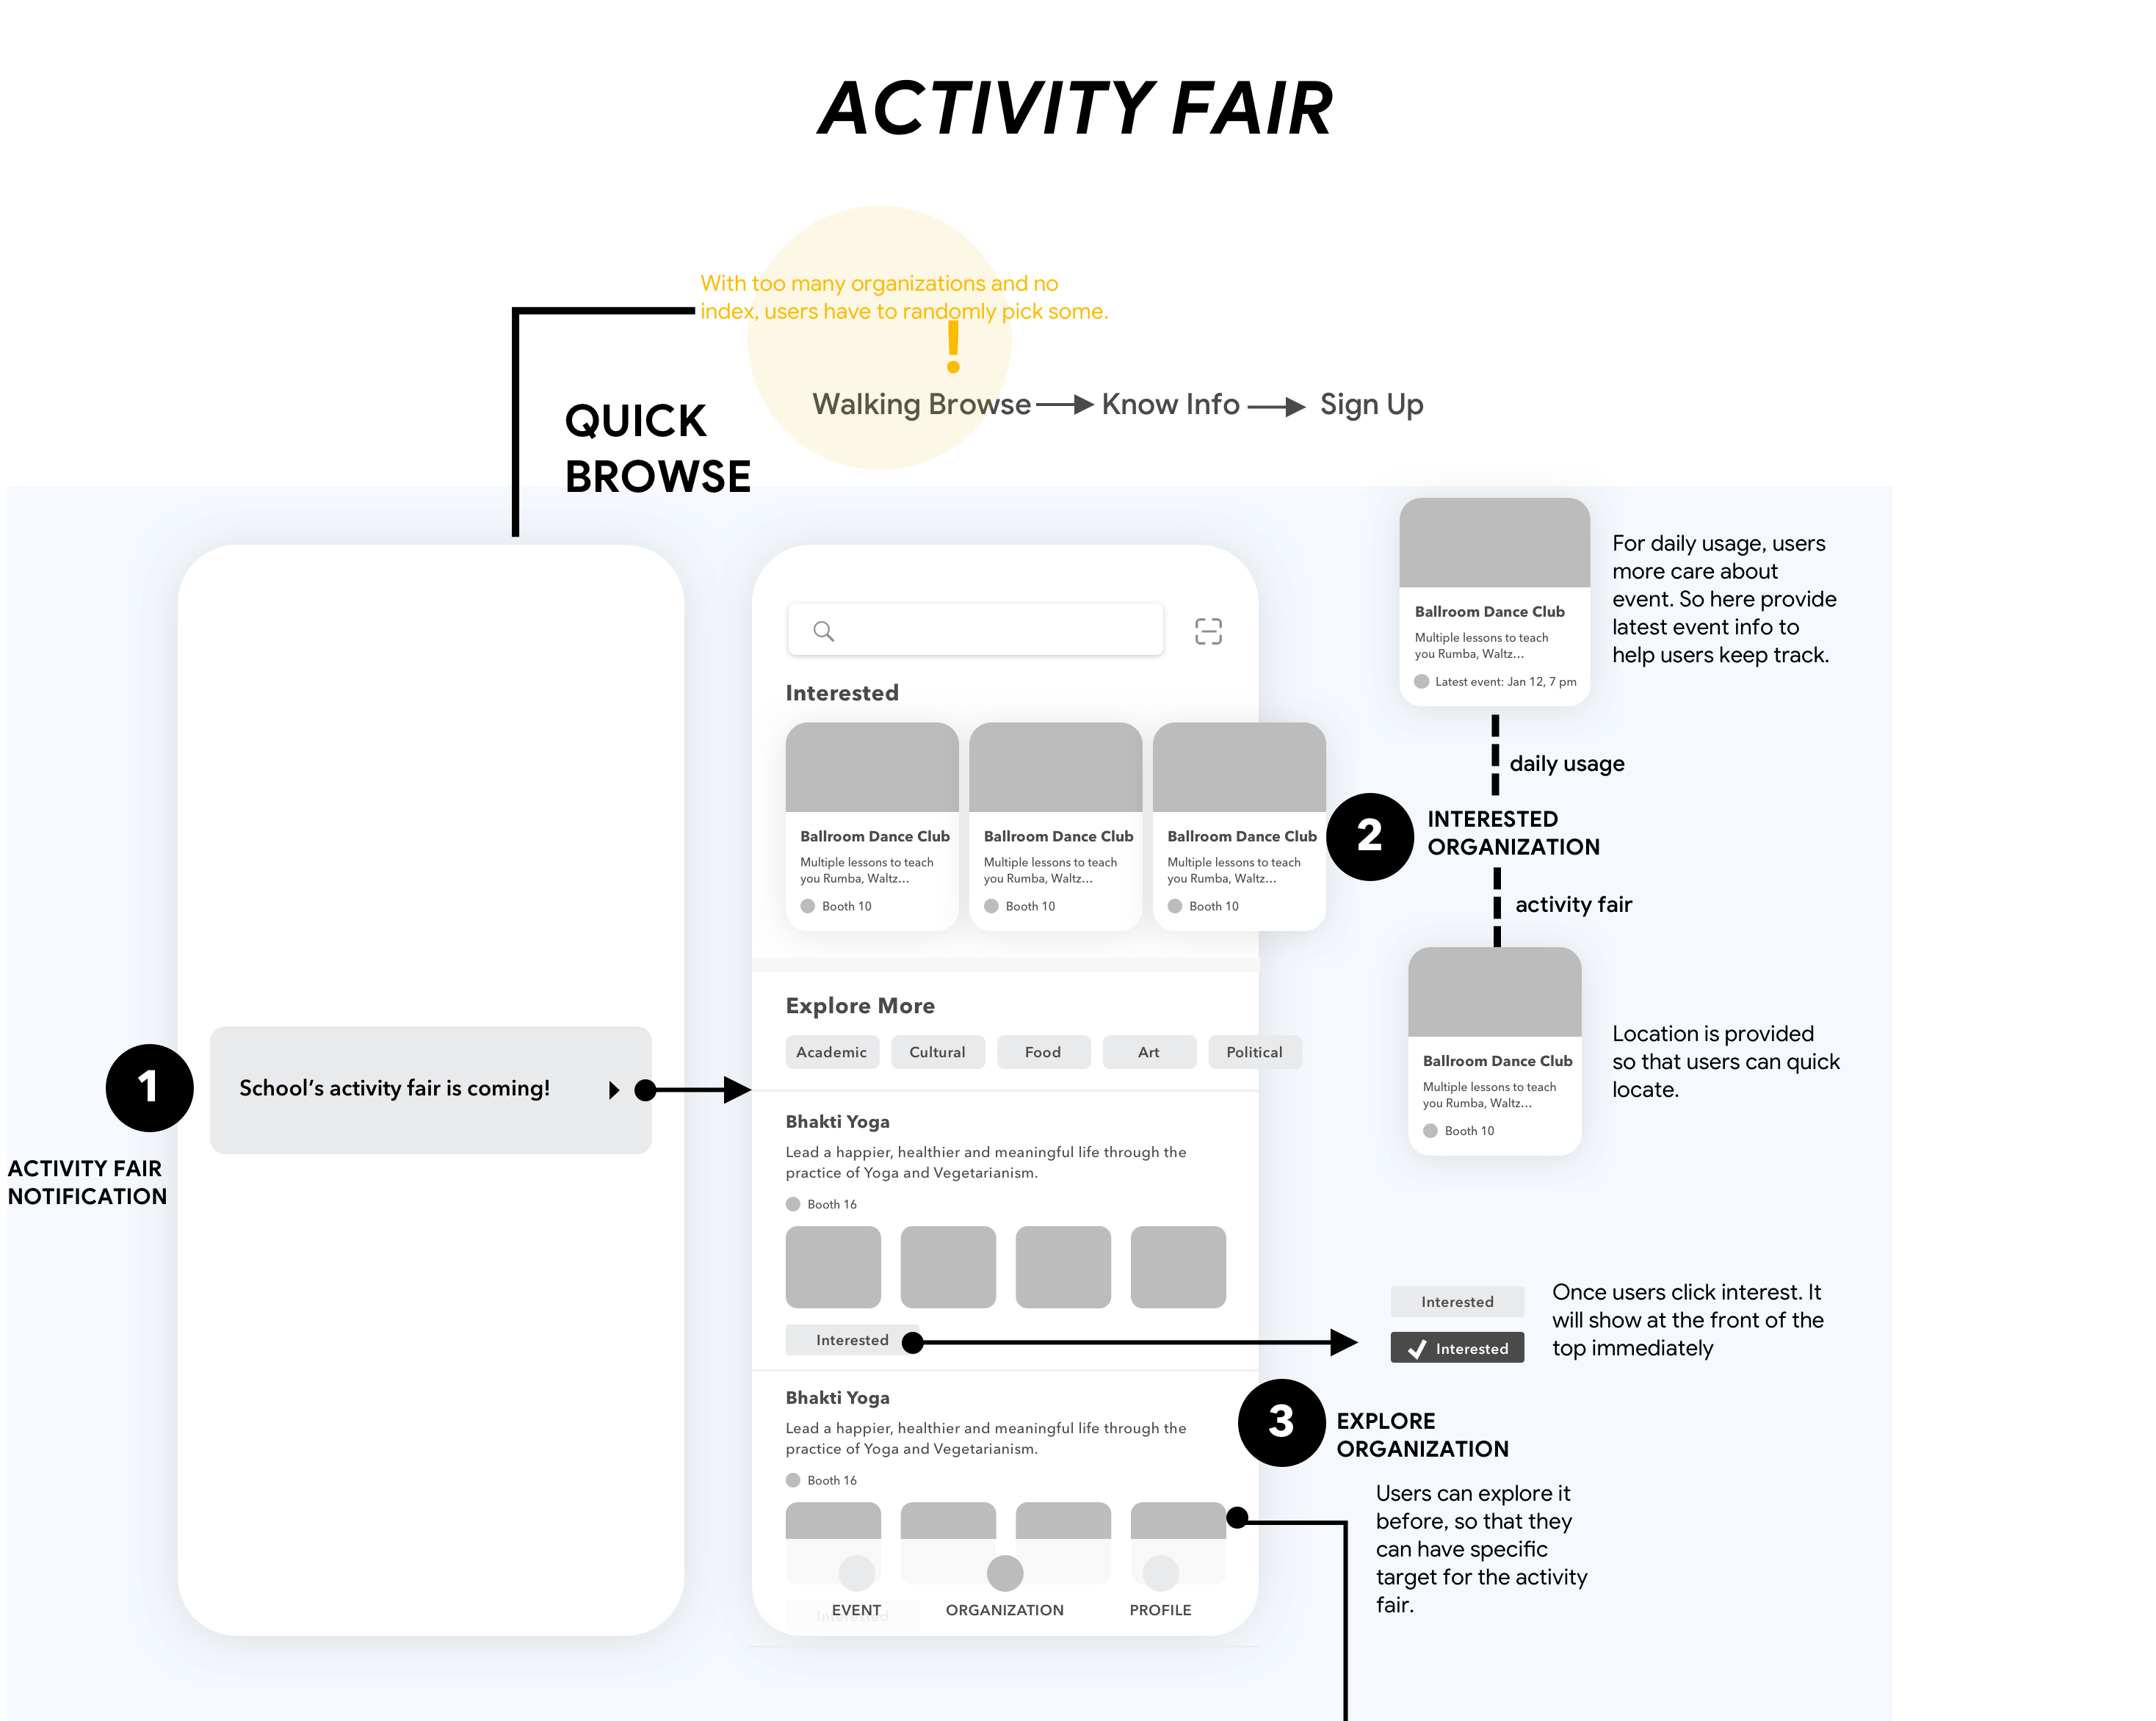 ACTIVITY FAIR
With too many organizations and no
index, users have to randomly pick some.
!
Walking Browse
Know Info
Sign Up
QUICK
BROWSE
1
ACTIVITY FAIR
NOTIFICATION
School’s activity fair is coming!
Interested
Ballroom Dance Club
Multiple lessons to teach
you Rumba, Waltz...
Booth 10
Ballroom Dance Club
Multiple lessons to teach
you Rumba, Waltz...
Booth 10
Ballroom Dance Club
Multiple lessons to teach
you Rumba, Waltz...
Booth 10
Explore More
Academic
Cultural
Food
Art
Political
Bhakti Yoga
Lead a happier, healthier and meaningful life through the
practice of Yoga and Vegetarianism.
Booth 16
Interested
Bhakti Yoga
Lead a happier, healthier and meaningful life through the
practice of Yoga and Vegetarianism.
Booth 16
Interested
EVENT
ORGANIZATION
PROFILE
Ballroom Dance Club
Multiple lessons to teach
you Rumba, Waltz...
Latest event: Jan 12, 7 pm
For daily usage, users
more care about
event. So here provide
latest event info to
help users keep track.
daily usage
2
INTERESTED
ORGANIZATION
activity fair
Ballroom Dance Club
Multiple lessons to teach
you Rumba, Waltz...
Booth 10
Location is provided
so that users can quick
locate.
Interested
Interested
Once users click interest. It
will show at the front of the
top immediately
3
EXPLORE
ORGANIZATION
Users can explore it
before, so that they
can have specific
target for the activity
fair.